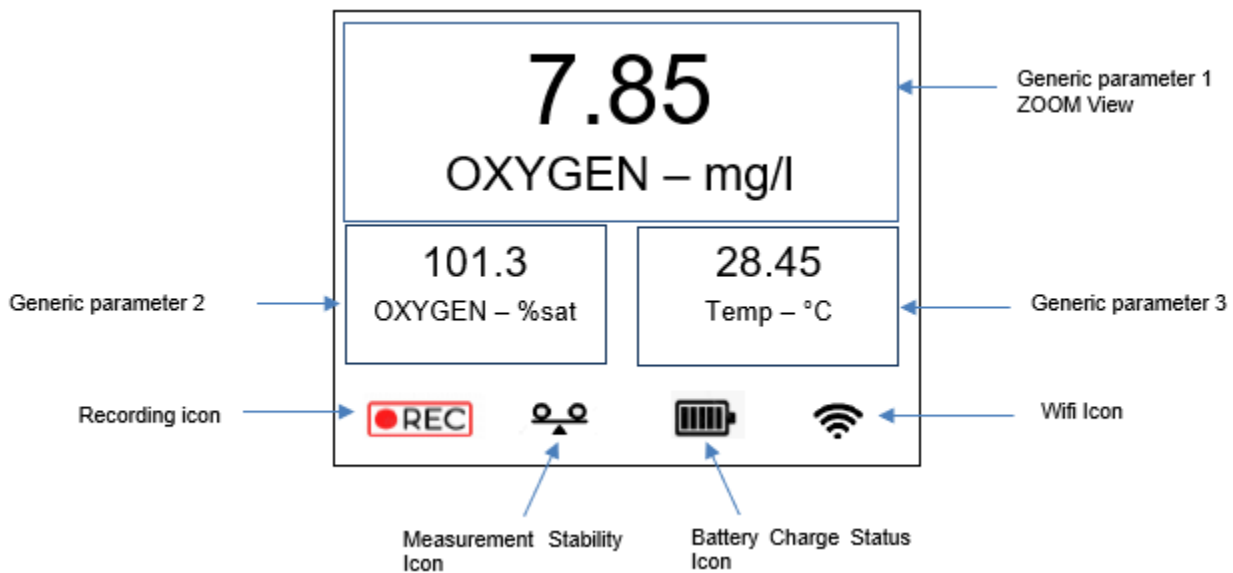 7.85
OXYGEN – mg/l
Generic parameter 1
ZOOM View
101.3
OXYGEN – %sat
28.45
Temp – °C
Generic parameter 2
Generic parameter 3
Recording icon
REC
Wifi Icon
Measurement Stability
Icon
Battery Charge Status
Icon